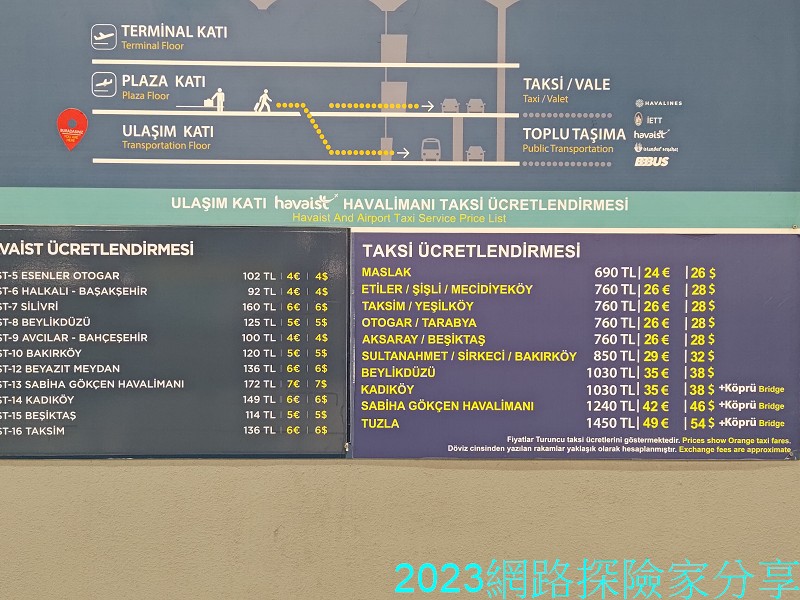 TERMINAL KATI
Terminal Floor
PLAZA KATI
Plaza Floor
TAKSİ / VALE
Taxi / Valet
HAVALINES
İETT
ULAŞIM KATI
Transportation Floor
TOPLU TAŞIMA
Public Transportation
havaist
BBBUS
ULAŞIM KATI havaist HAVALİMANI TAKSİ ÜCRETLENDİRMESİ
Havaist And Airport Taxi Service Price List
VAİST ÜCRETLENDİRMESİ
ST-5 ESENLER OTOGAR 102 TL 4€ 4$
ST-6 HALKALI - BAŞAKŞEHİR 92 TL 4€ 4$
ST-7 SİLİVRİ 160 TL 6€ 6$
ST-8 BEYLİKDÜZÜ 125 TL 5€ 5$
ST-9 AVCILAR - BAHÇEŞEHİR 100 TL 4€ 4$
ST-10 BAKIRKÖY 120 TL 5€ 5$
ST-12 BEYAZIT MEYDAN 136 TL 6€ 6$
ST-13 SABİHA GÖKÇEN HAVALİMANI 172 TL 7€ 7$
ST-14 KADIKÖY 149 TL 6€ 6$
ST-15 BEŞİKTAŞ 114 TL 5€ 5$
ST-16 TAKSİM 136 TL 6€ 6$
TAKSİ ÜCRETLENDİRMESİ
MASLAK 690 TL | 24 € | 26 $
ETİLER / ŞİŞLİ / MECİDİYEKÖY 760 TL | 26 € | 28 $
TAKSİM / YEŞİLKÖY 760 TL | 26 € | 28 $
OTOGAR / TARABYA 760 TL | 26 € | 28 $
AKSARAY / BEŞİKTAŞ 760 TL | 26 € | 28 $
SULTANAHMET / SİRKECİ / BAKIRKÖY 850 TL | 29 € | 32 $
BEYLİKDÜZÜ 1030 TL | 35 € | 38 $
KADIKÖY 1030 TL | 35 € | 38 $ +Köprü Bridge
SABİHA GÖKÇEN HAVALİMANI 1240 TL | 42 € | 46 $ +Köprü Bridge
TUZLA 1450 TL | 49 € | 54 $ +Köprü Bridge
Fiyatlar Turuncu taksi ücretlerini göstermektedir. Prices show Orange taxi fares.
Döviz cinsinden yazılan rakamlar yaklaşık olarak hesaplanmıştır. Exchange fees are approximate.
2023網路探險家分享